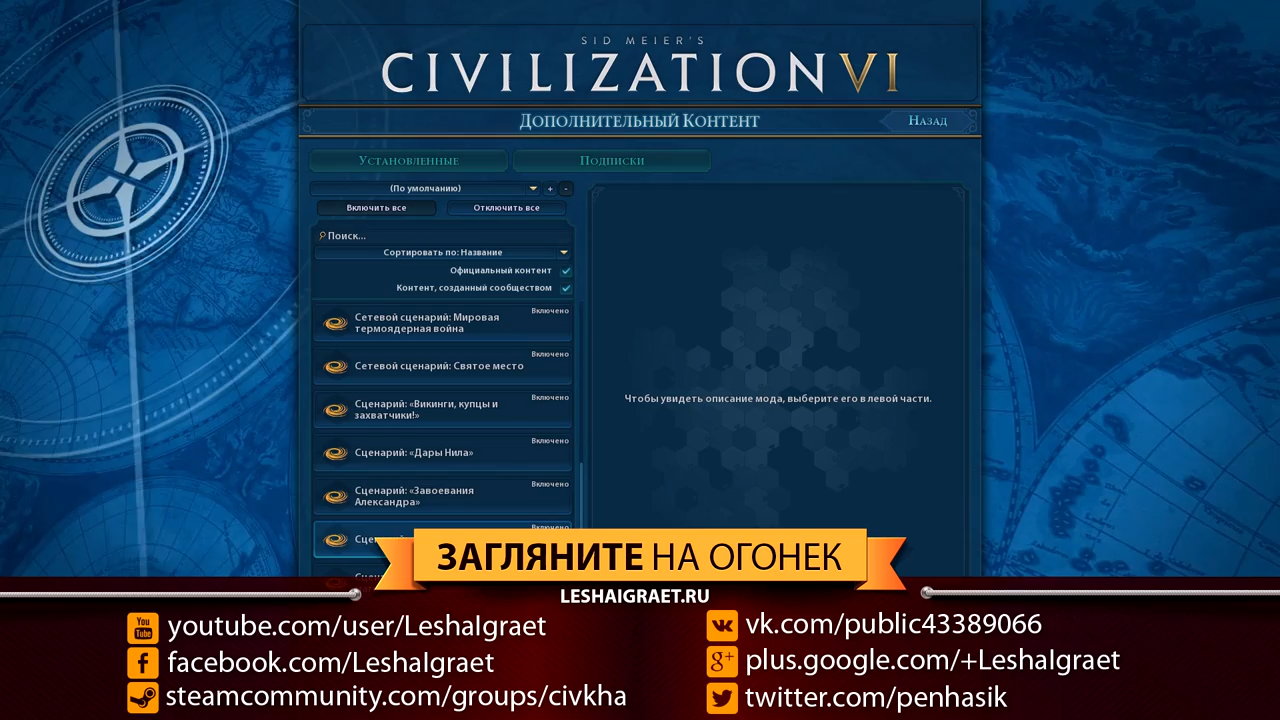 SID MEIER'S
CIVILIZATION VI
Дополнительный Контент
Назад
Установленные
Подписки
(По умолчанию)
+
-
Включить все
Отключить все
Поиск...
Сортировать по: Название
Официальный контент
Контент, созданный сообществом
Включено
Сетевой сценарий: Мировая
термоядерная война
Включено
Сетевой сценарий: Святое место
Включено
Сценарий: «Викинги, купцы и
захватчики!»
Включено
Сценарий: «Дары Нила»
Включено
Сценарий: «Завоевания
Александра»
Включено
Чтобы увидеть описание мода, выберите его в левой части.
ЗАГЛЯНИТЕ НА ОГОНЕК
LESHAIGRAET.RU
You
Tube
youtube.com/user/LeshaIgraet
facebook.com/LeshaIgraet
steamcommunity.com/groups/civkha
vk.com/public43389066
g+
plus.google.com/+LeshaIgraet
twitter.com/penhasik